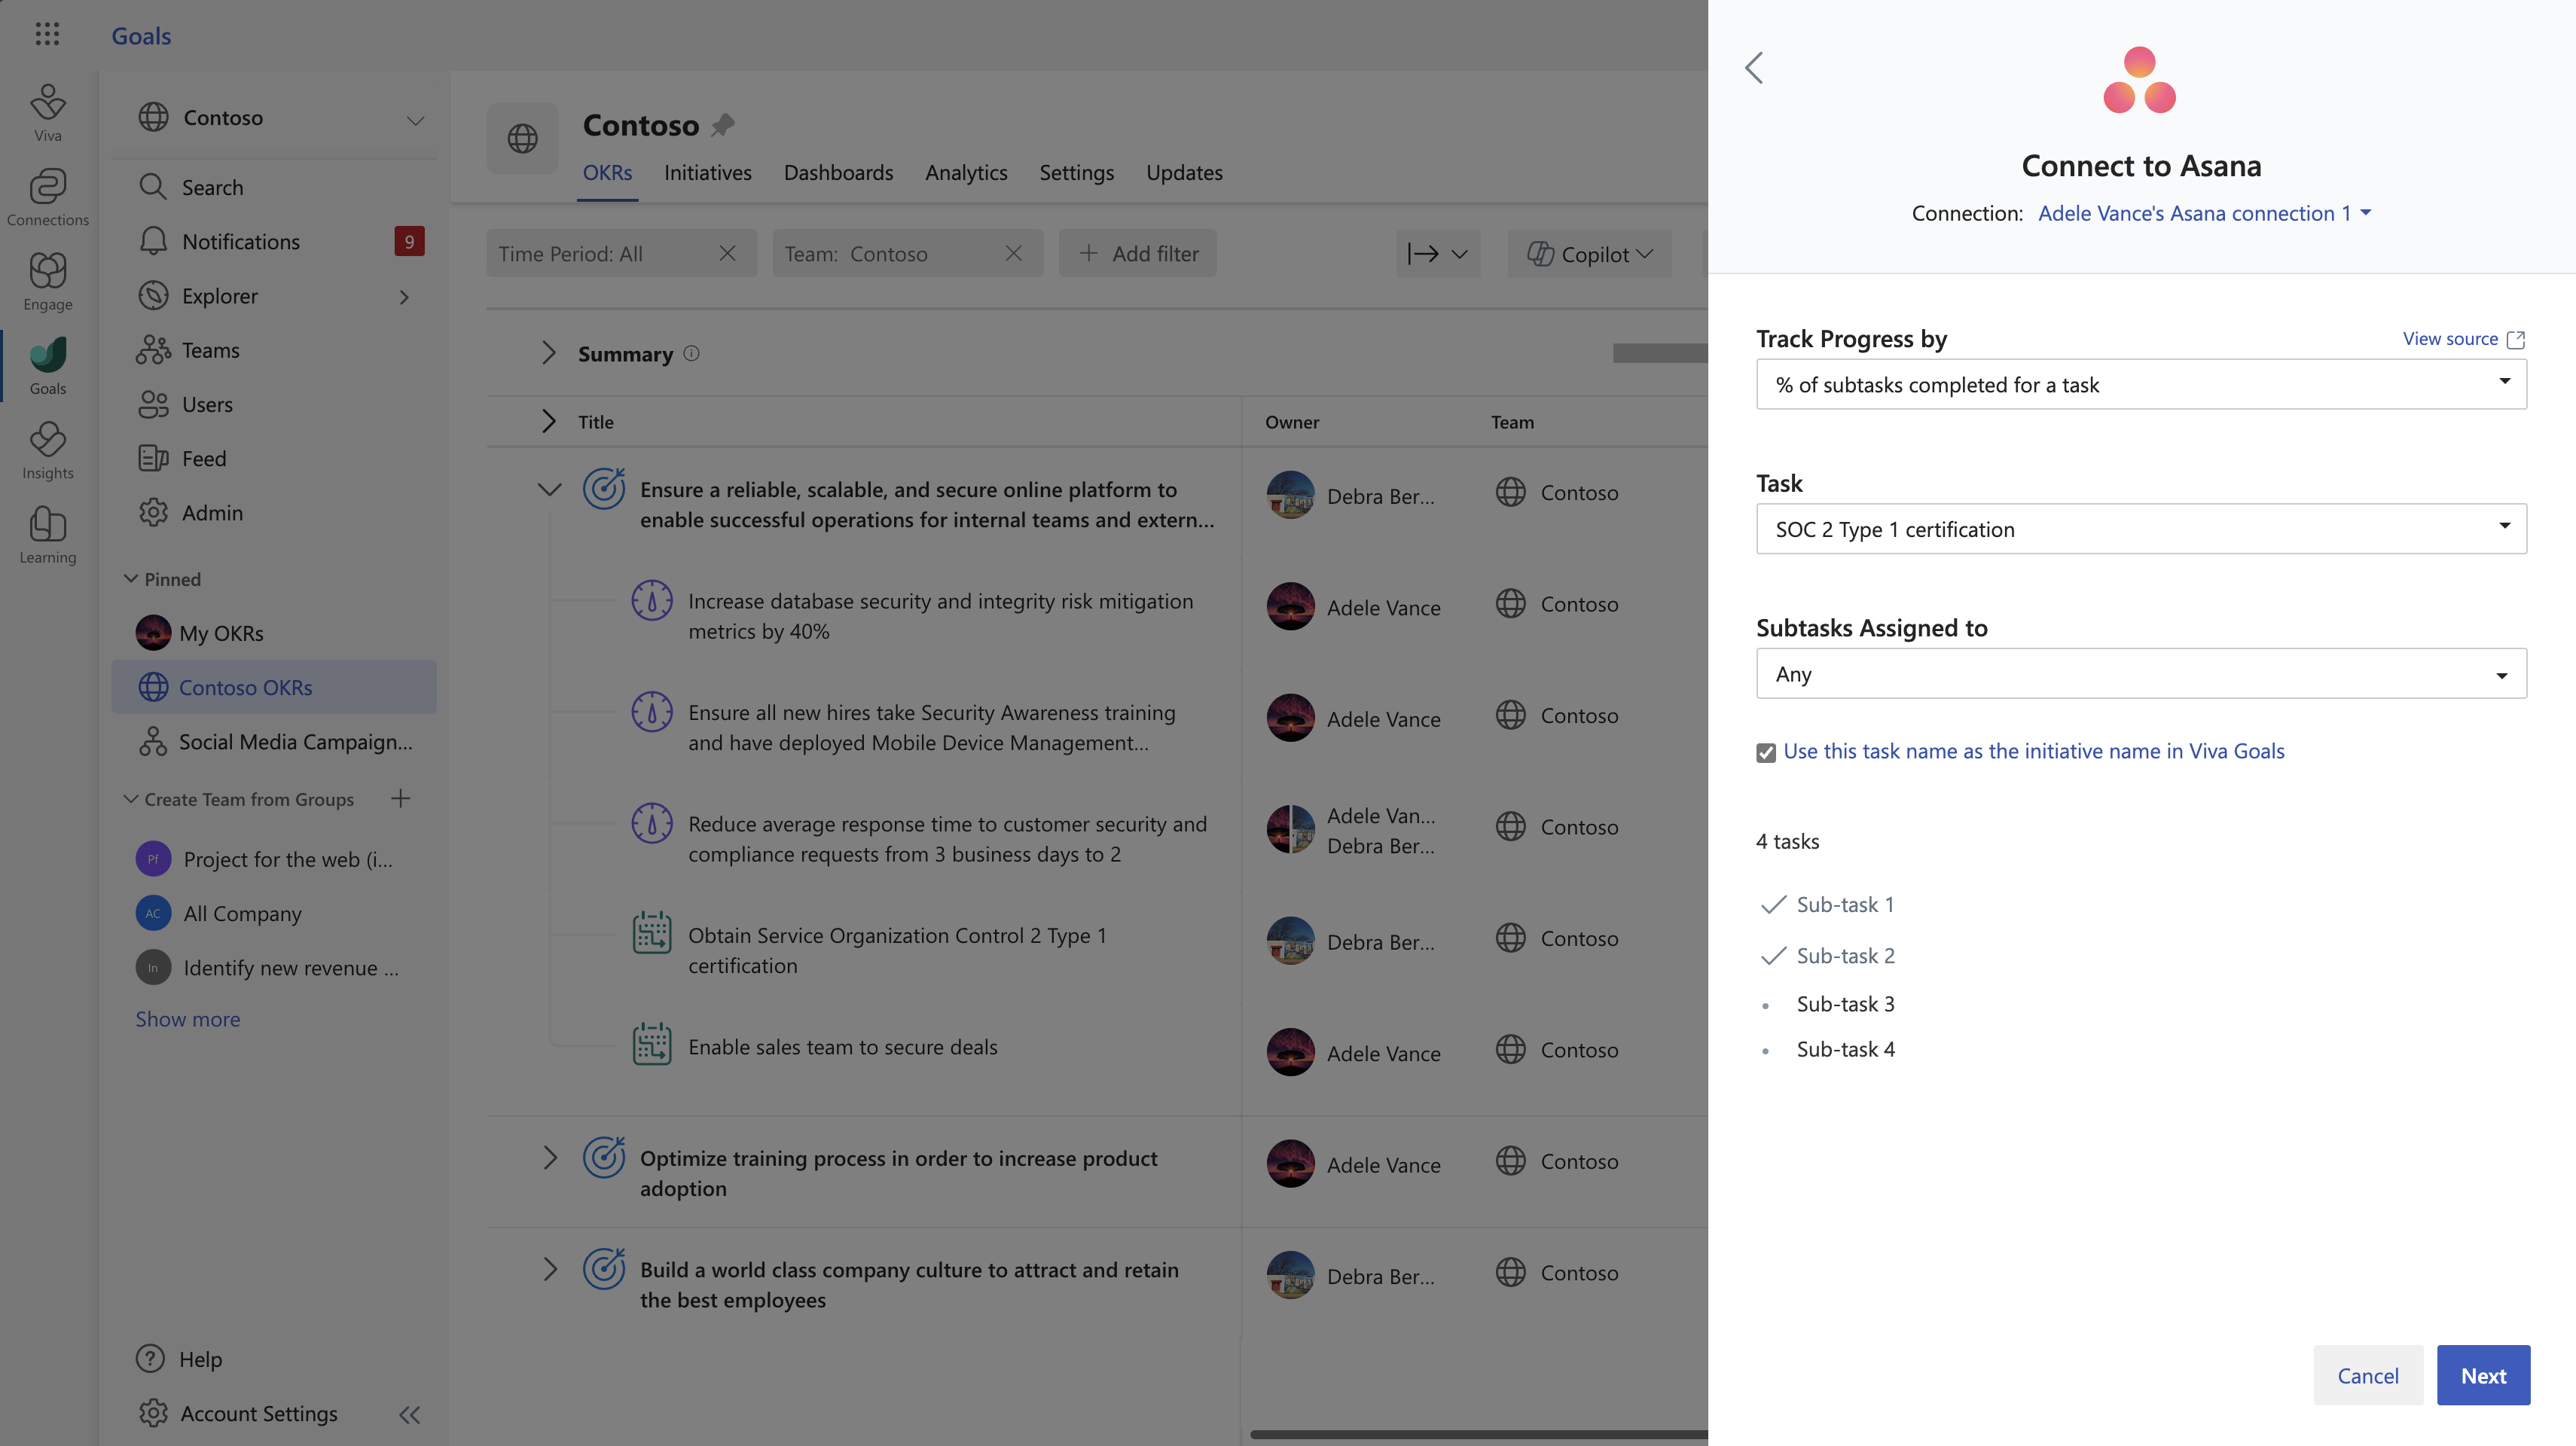 Goals
Viva
Connections
Engage
Goals
Insights
Learning
Contoso
Search
Notifications
9
Explorer
Teams
Users
Feed
Admin
Pinned
My OKRs
Contoso OKRs
Social Media Campaign...
Create Team from Groups
Pf
Project for the web (i...
AC
All Company
In
Identify new revenue ...
Show more
Help
Account Settings
Contoso
OKRs Initiatives Dashboards Analytics Settings Updates
Time Period: All
Team: Contoso
Add filter
Copilot
Summary
Title Owner Team
Ensure a reliable, scalable, and secure online platform to
enable successful operations for internal teams and extern...
Debra Ber...
Contoso
Increase database security and integrity risk mitigation
metrics by 40%
Adele Vance
Contoso
Ensure all new hires take Security Awareness training
and have deployed Mobile Device Management...
Adele Vance
Contoso
Reduce average response time to customer security and
compliance requests from 3 business days to 2
Adele Van...
Debra Ber...
Contoso
Obtain Service Organization Control 2 Type 1
certification
Debra Ber...
Contoso
Enable sales team to secure deals
Adele Vance
Contoso
Optimize training process in order to increase product
adoption
Adele Vance
Contoso
Build a world class company culture to attract and retain
the best employees
Debra Ber...
Contoso
Connect to Asana
Connection: Adele Vance's Asana connection 1
Track Progress by
View source
% of subtasks completed for a task
Task
SOC 2 Type 1 certification
Subtasks Assigned to
Any
Use this task name as the initiative name in Viva Goals
4 tasks
Sub-task 1
Sub-task 2
Sub-task 3
Sub-task 4
Cancel
Next